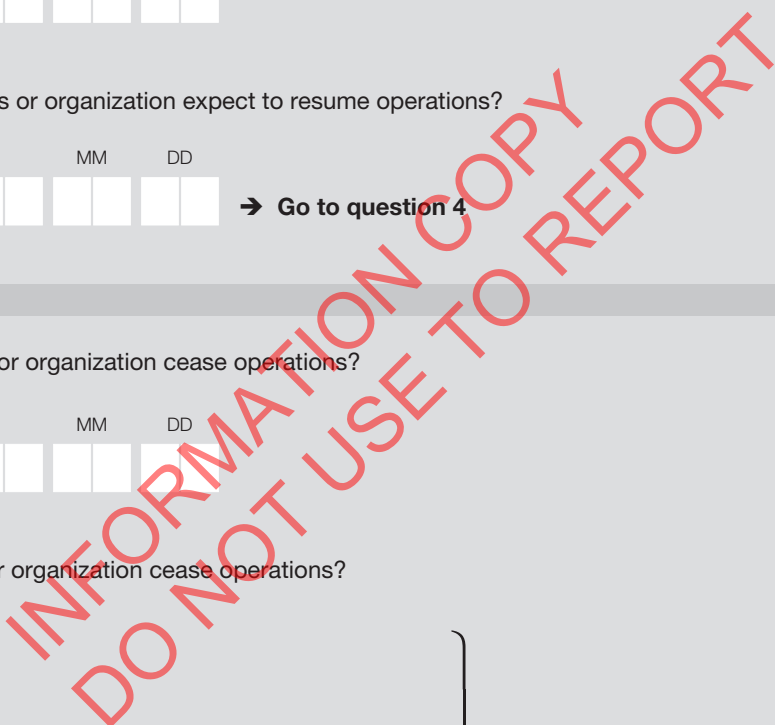 s or organization expect to resume operations?
MM DD
➔ Go to question 4
or organization cease operations?
MM DD
r organization cease operations?
INFORMATION COPY
DO NOT USE TO REPORT